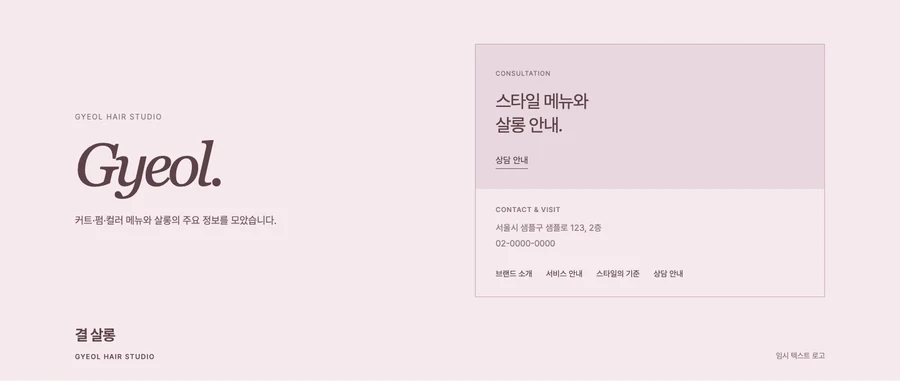 GYEOL HAIR STUDIO
Gyeol.
커트·펌·컬러 메뉴와 살롱의 주요 정보를 모았습니다.
CONSULTATION
스타일 메뉴와
살롱 안내.
상담 안내
CONTACT & VISIT
서울시 샘플구 샘플로 123, 2층
02-0000-0000
브랜드 소개 서비스 안내 스타일의 기준 상담 안내
결 살롱
GYEOL HAIR STUDIO
임시 텍스트 로고